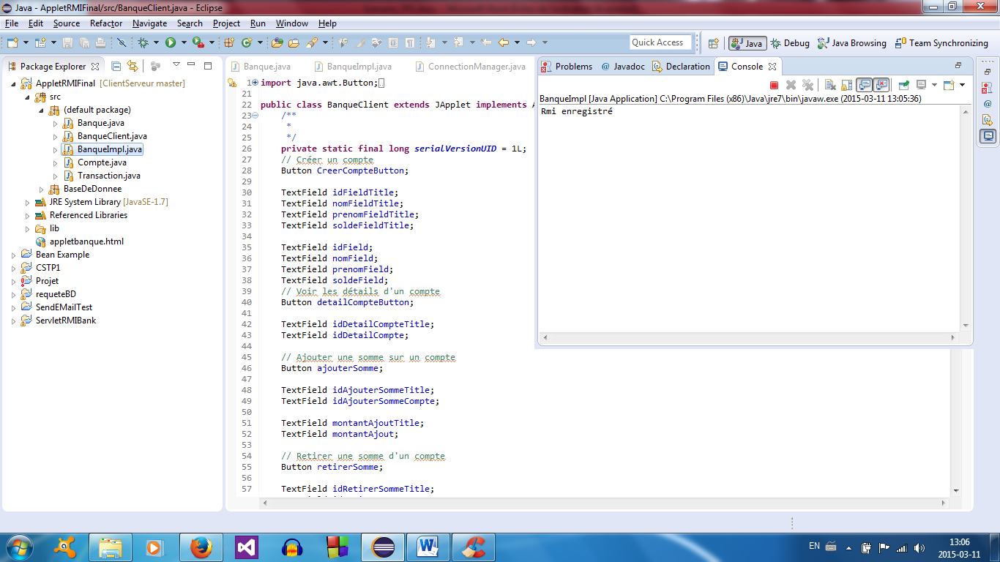 Java - AppletRMIFinal/src/BanqueClient.java - Eclipse
File Edit Source Refactor Navigate Search Project Run Window Help
Quick Access
Java Debug Java Browsing Team Synchronizing
Package Explorer
AppletRMIFinal [ClientServeur master]
src
(default package)
Banque.java
BanqueClient.java
BanqueImpl.java
Compte.java
Transaction.java
BaseDeDonnee
JRE System Library [JavaSE-1.7]
Referenced Libraries
lib
appletbanque.html
Bean Example
CSTP1
Projet
requeteBD
SendEMailTest
ServletRMIBank
Banque.java BanqueImpl.java ConnectionManager.java
1 import java.awt.Button;
21
22 public class BanqueClient extends JApplet implements
23 /**
24 *
25 */
26 private static final long serialVersionUID = 1L;
27 // Créer un compte
28 Button CreerCompteButton;
29
30 TextField idFieldTitle;
31 TextField nomFieldTitle;
32 TextField prenomFieldTitle;
33 TextField soldeFieldTitle;
34
35 TextField idField;
36 TextField nomField;
37 TextField prenomField;
38 TextField soldeField;
39 // Voir les détails d'un compte
40 Button detailCompteButton;
41
42 TextField idDetailCompteTitle;
43 TextField idDetailCompte;
44
45 // Ajouter une somme sur un compte
46 Button ajouterSomme;
47
48 TextField idAjouterSommeTitle;
49 TextField idAjouterSommeCompte;
50
51 TextField montantAjoutTitle;
52 TextField montantAjout;
53
54 // Retirer une somme d'un compte
55 Button retirerSomme;
56
57 TextField idRetirerSommeTitle;
Problems Javadoc Declaration Console
BanqueImpl [Java Application] C:\Program Files (x86)\Java\jre7\bin\javaw.exe (2015-03-11 13:05:36)
Rmi enregistré
EN
13:06
2015-03-11